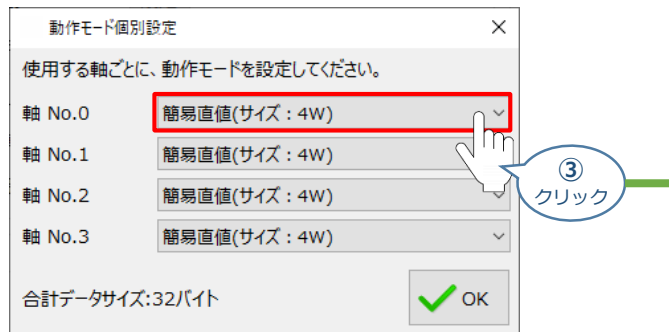 動作モード個別設定
使用する軸ごとに、動作モードを設定してください。
軸 No.0 簡易直値(サイズ：4W)
軸 No.1 簡易直値(サイズ：4W)
③
クリック
軸 No.2 簡易直値(サイズ：4W)
軸 No.3 簡易直値(サイズ：4W)
合計データサイズ:32バイト OK